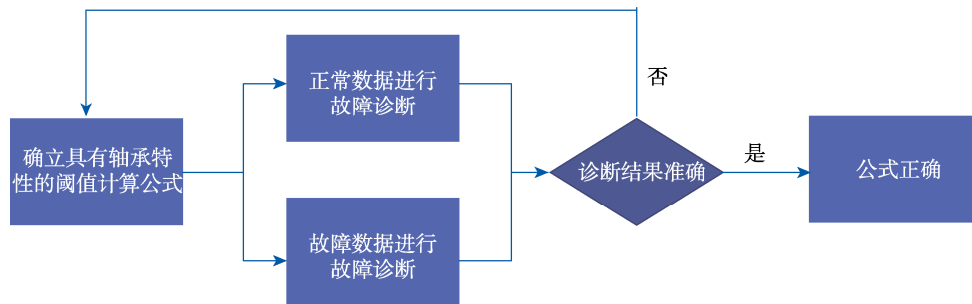 确立具有轴承特
性的阈值计算公式
正常数据进行
故障诊断
故障数据进行
故障诊断
诊断结果准确
否
是
公式正确